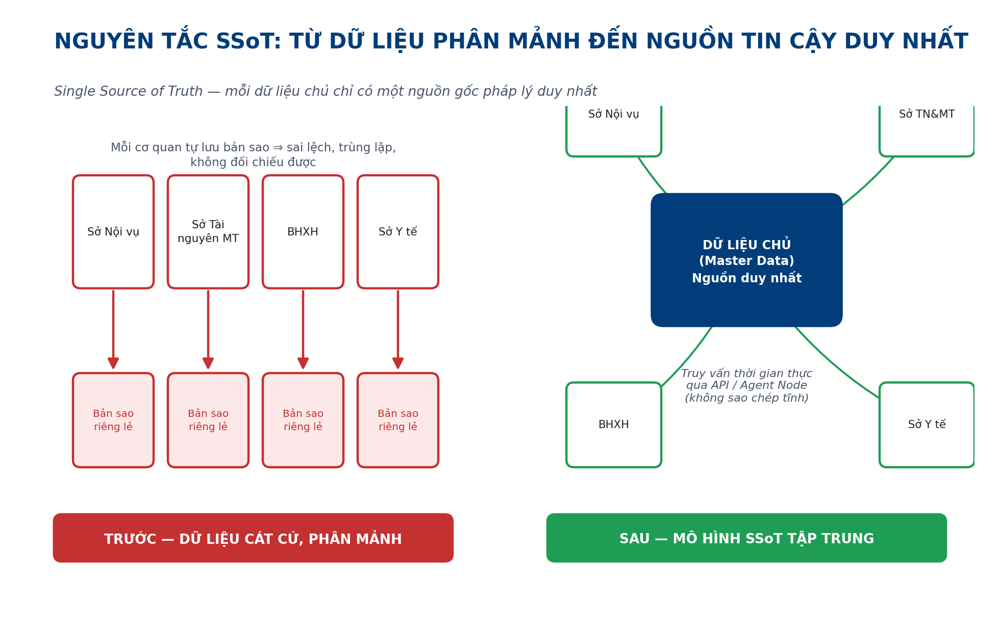 NGUYÊN TẮC SSoT: TỪ DỮ LIỆU PHÂN MẢNH ĐẾN NGUỒN TIN CẬY DUY NHẤT
Single Source of Truth — mỗi dữ liệu chủ chỉ có một nguồn gốc pháp lý duy nhất
Mỗi cơ quan tự lưu bản sao ⇒ sai lệch, trùng lặp,
không đối chiếu được
Sở Nội vụ
Sở Tài
nguyên MT
BHXH
Sở Y tế
Bản sao
riêng lẻ
Bản sao
riêng lẻ
Bản sao
riêng lẻ
Bản sao
riêng lẻ
TRƯỚC — DỮ LIỆU CÁT CỨ, PHÂN MẢNH
Sở Nội vụ
Sở TN&MT
DỮ LIỆU CHỦ
(Master Data)
Nguồn duy nhất
Truy vấn thời gian thực
qua API / Agent Node
(không sao chép tĩnh)
BHXH
Sở Y tế
SAU — MÔ HÌNH SSoT TẬP TRUNG